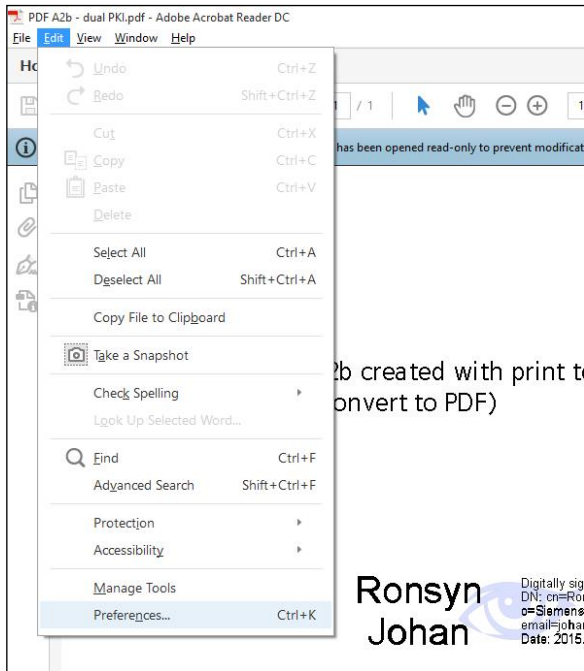 PDF A2b - dual PKI.pdf - Adobe Acrobat Reader DC
File Edit View Window Help
Undo Ctrl+Z
Redo Shift+Ctrl+Z
/ 1
Cut Ctrl+X
has been opened read-only to prevent modificat
Copy Ctrl+C
Paste Ctrl+V
Delete
Select All Ctrl+A
Deselect All Shift+Ctrl+A
Copy File to Clipboard
Take a Snapshot
2b created with print to
Check Spelling
onvert to PDF)
Look Up Selected Word...
Find Ctrl+F
Advanced Search Shift+Ctrl+F
Protection
Accessibility
Manage Tools
Preferences... Ctrl+K
Ronsyn
Johan
Digitally sig
DN: cn=Ron
o=Siemens
email=johan
Date: 2015.